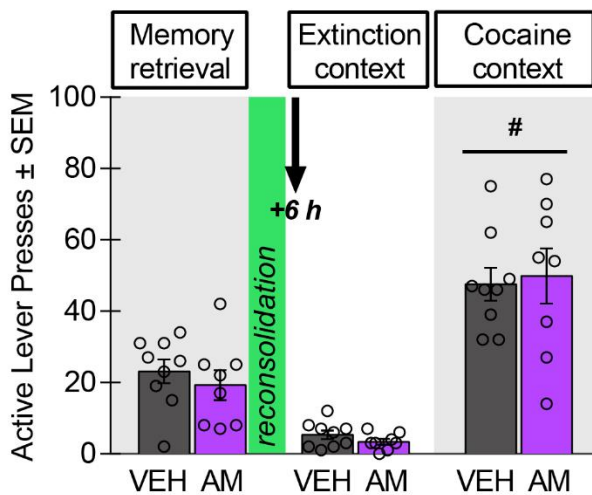 Memory
retrieval
Extinction
context
Cocaine
context
Active Lever Presses ± SEM
100
80
60
40
20
0
reconsolidation
+6 h
#
VEH AM
VEH AM
VEH AM